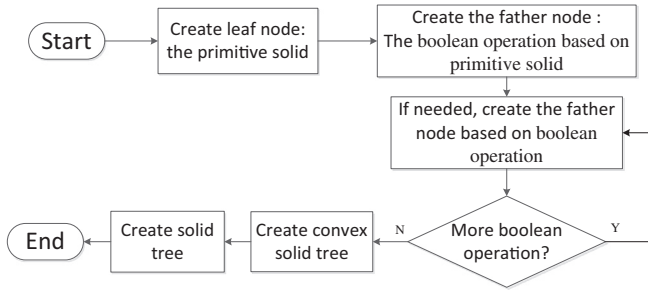 Start
Create leaf node:
the primitive solid
Create the father node :
The boolean operation based on
primitive solid
If needed, create the father
node based on boolean
operation
More boolean
operation?
Y
N
Create convex
solid tree
Create solid
tree
End